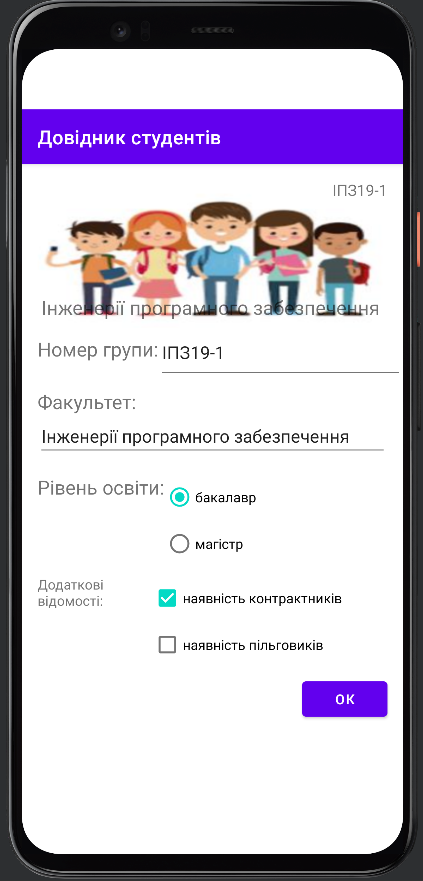 Довідник студентів
ІПЗ19-1
Інженерії програмного забезпечення
Номер групи: ІПЗ19-1
Факультет:
Інженерії програмного забезпечення
Рівень освіти: бакалавр
магістр
Додаткові
відомості:
наявність контрактників
наявність пільговиків
ОК